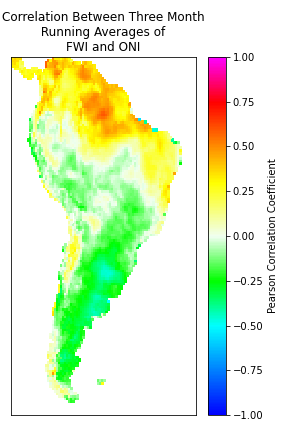 Correlation Between Three Month
Running Averages of
FWI and ONI
1.00
0.75
0.50
0.25
0.00
−0.25
−0.50
−0.75
−1.00
Pearson Correlation Coefficient